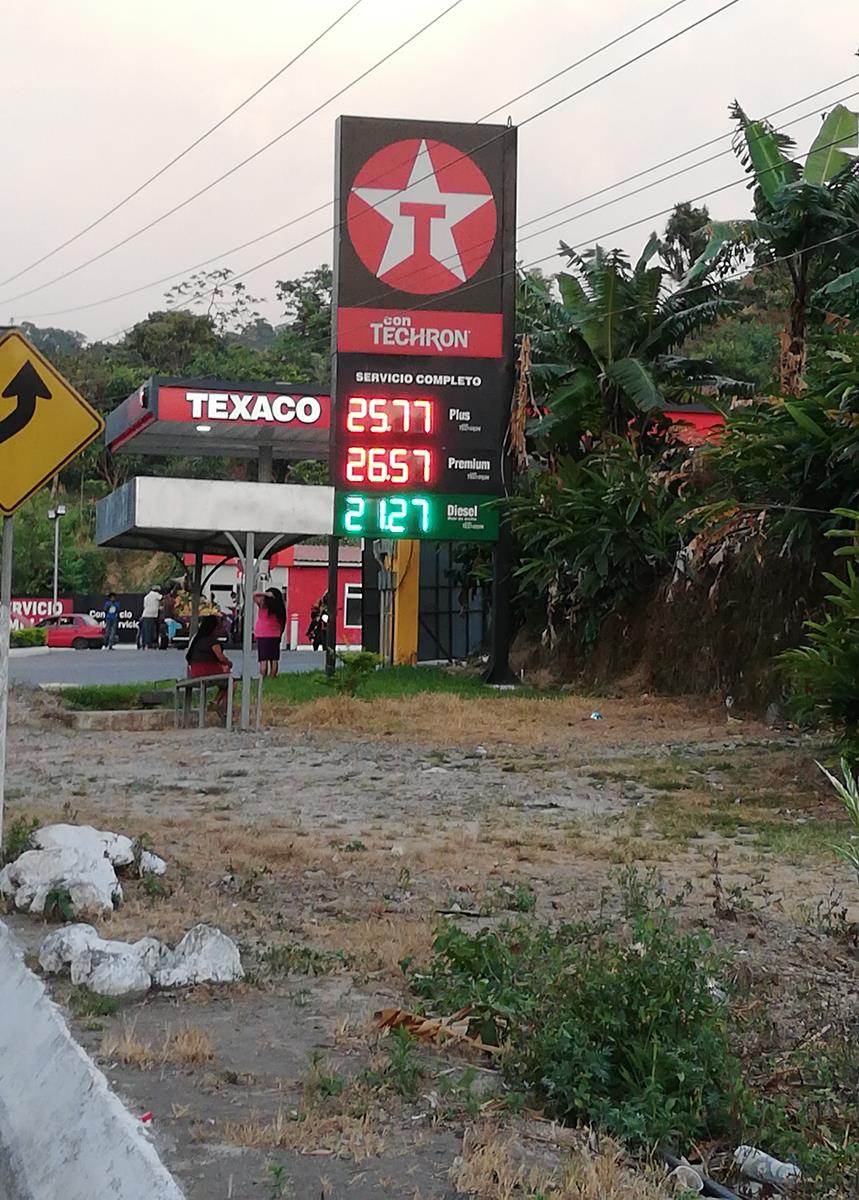 T
con
TECHRON
SERVICIO COMPLETO
25.77 Plus
26.57 Premium
21.27 Diesel
TEXACO